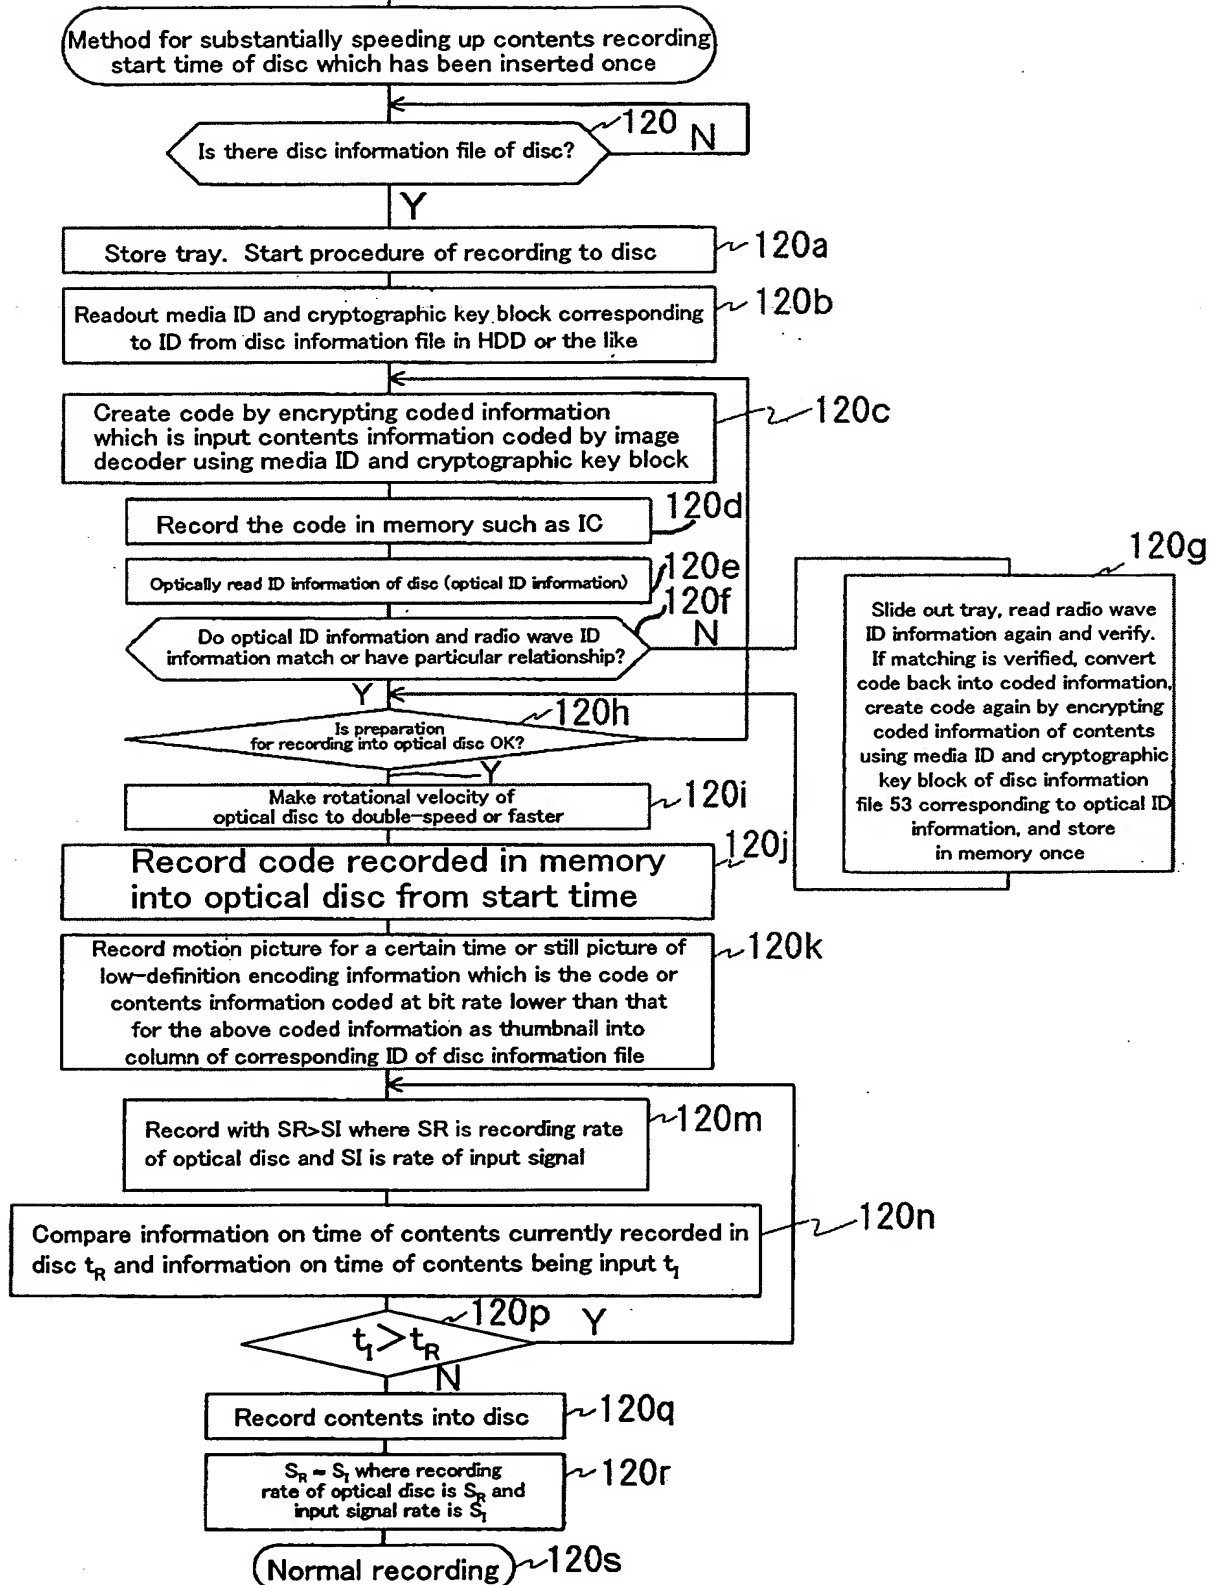 Method for substantially speeding up contents recording
start time of disc which has been inserted once
120
N
Is there disc information file of disc?
Y
Store tray. Start procedure of recording to disc
120a
Readout media ID and cryptographic key block corresponding
to ID from disc information file in HDD or the like
120b
Create code by encrypting coded information
which is input contents information coded by image
decoder using media ID and cryptographic key block
120c
Record the code in memory such as IC
120d
Optically read ID information of disc (optical ID information)
120e
120f
Do optical ID information and radio wave ID
information match or have particular relationship?
N
Y
120g
Slide out tray, read radio wave
ID information again and verify.
If matching is verified, convert
code back into coded information,
create code again by encrypting
coded information of contents
using media ID and cryptographic
key block of disc information
file 53 corresponding to optical ID
information, and store
in memory once
120h
Is preparation
for recording into optical disc OK?
Y
Make rotational velocity of
optical disc to double-speed or faster
120i
Record code recorded in memory
into optical disc from start time
120j
Record motion picture for a certain time or still picture of
low-definition encoding information which is the code or
contents information coded at bit rate lower than that
for the above coded information as thumbnail into
column of corresponding ID of disc information file
120k
Record with SR>SI where SR is recording rate
of optical disc and SI is rate of input signal
120m
Compare information on time of contents currently recorded in
disc t_R and information on time of contents being input t_I
120n
120p
Y
t_I > t_R
N
Record contents into disc
120q
S_R = S_I where recording
rate of optical disc is S_R and
input signal rate is S_I
120r
Normal recording
120s